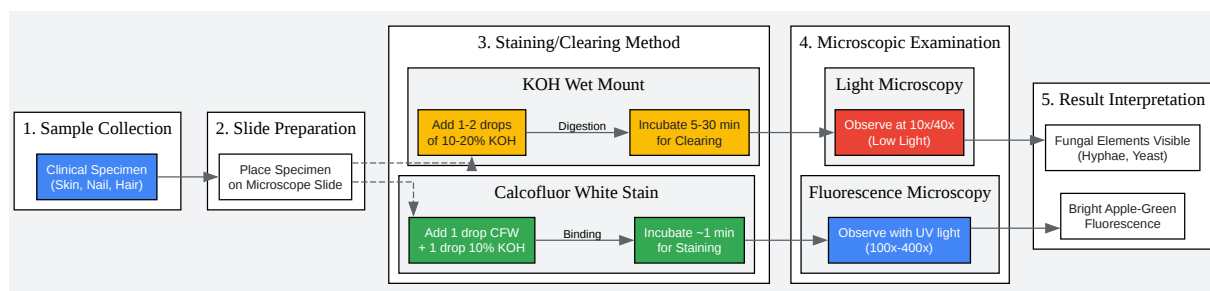 1. Sample Collection
Clinical Specimen
(Skin, Nail, Hair)
2. Slide Preparation
Place Specimen
on Microscope Slide
3. Staining/Clearing Method
KOH Wet Mount
Add 1-2 drops
of 10-20% KOH
Digestion
Incubate 5-30 min
for Clearing
Calcofluor White Stain
Add 1 drop CFW
+ 1 drop 10% KOH
Binding
Incubate ~1 min
for Staining
4. Microscopic Examination
Light Microscopy
Observe at 10x/40x
(Low Light)
Fluorescence Microscopy
Observe with UV light
(100x-400x)
5. Result Interpretation
Fungal Elements Visible
(Hyphae, Yeast)
Bright Apple-Green
Fluorescence